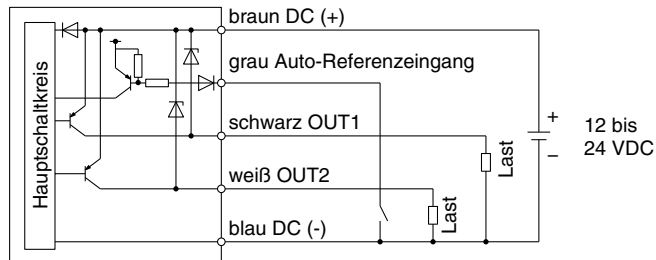 braun DC (+)
grau Auto-Referenzeingang
schwarz OUT1
weiß OUT2
blau DC (-)
Hauptschaltkreis
Last
Last
+
−
12 bis
24 VDC